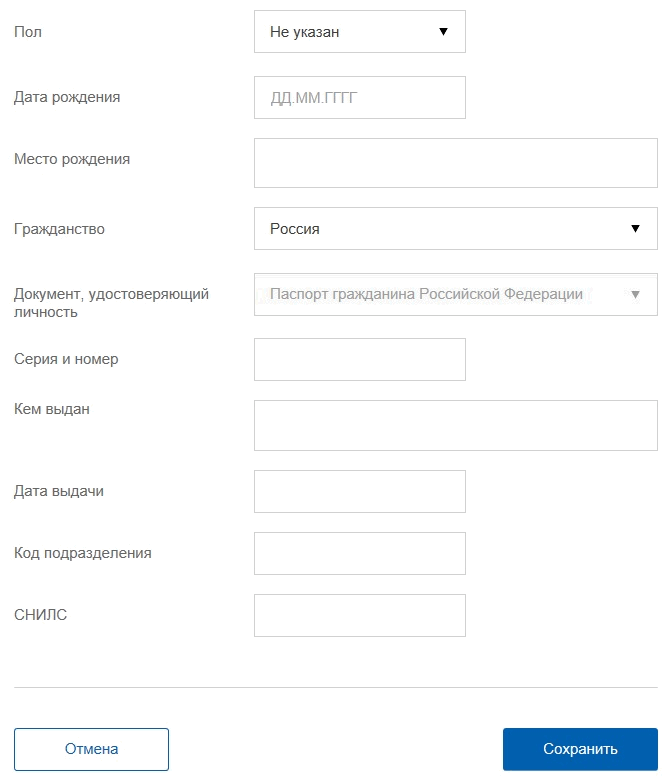 Пол
Не указан
Дата рождения
ДД.ММ.ГГГГ
Место рождения
Гражданство
Россия
Документ, удостоверяющий
личность
Паспорт гражданина Российской Федерации
Серия и номер
Кем выдан
Дата выдачи
Код подразделения
СНИЛС
Отмена
Сохранить